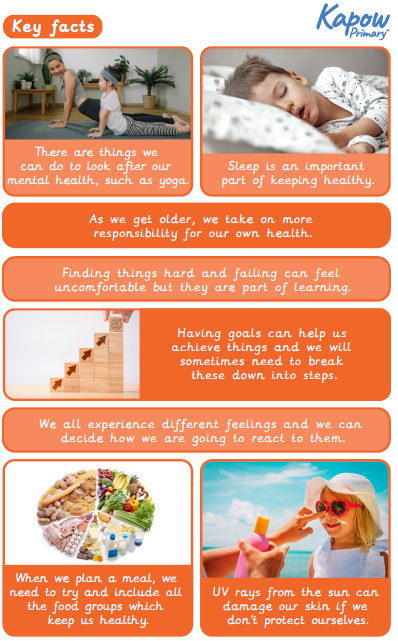 Key facts
Kapow
Primary
There are things we
can do to look after our
mental health, such as yoga.
Sleep is an important
part of keeping healthy.
As we get older, we take on more
responsibility for our own health.
Finding things hard and failing can feel
uncomfortable but they are part of learning.
Having goals can help us
achieve things and we will
sometimes need to break
these down into steps.
We all experience different feelings and we can
decide how we are going to react to them.
When we plan a meal, we
need to try and include all
the food groups which
keep us healthy.
UV rays from the sun can
damage our skin if we
don't protect ourselves.